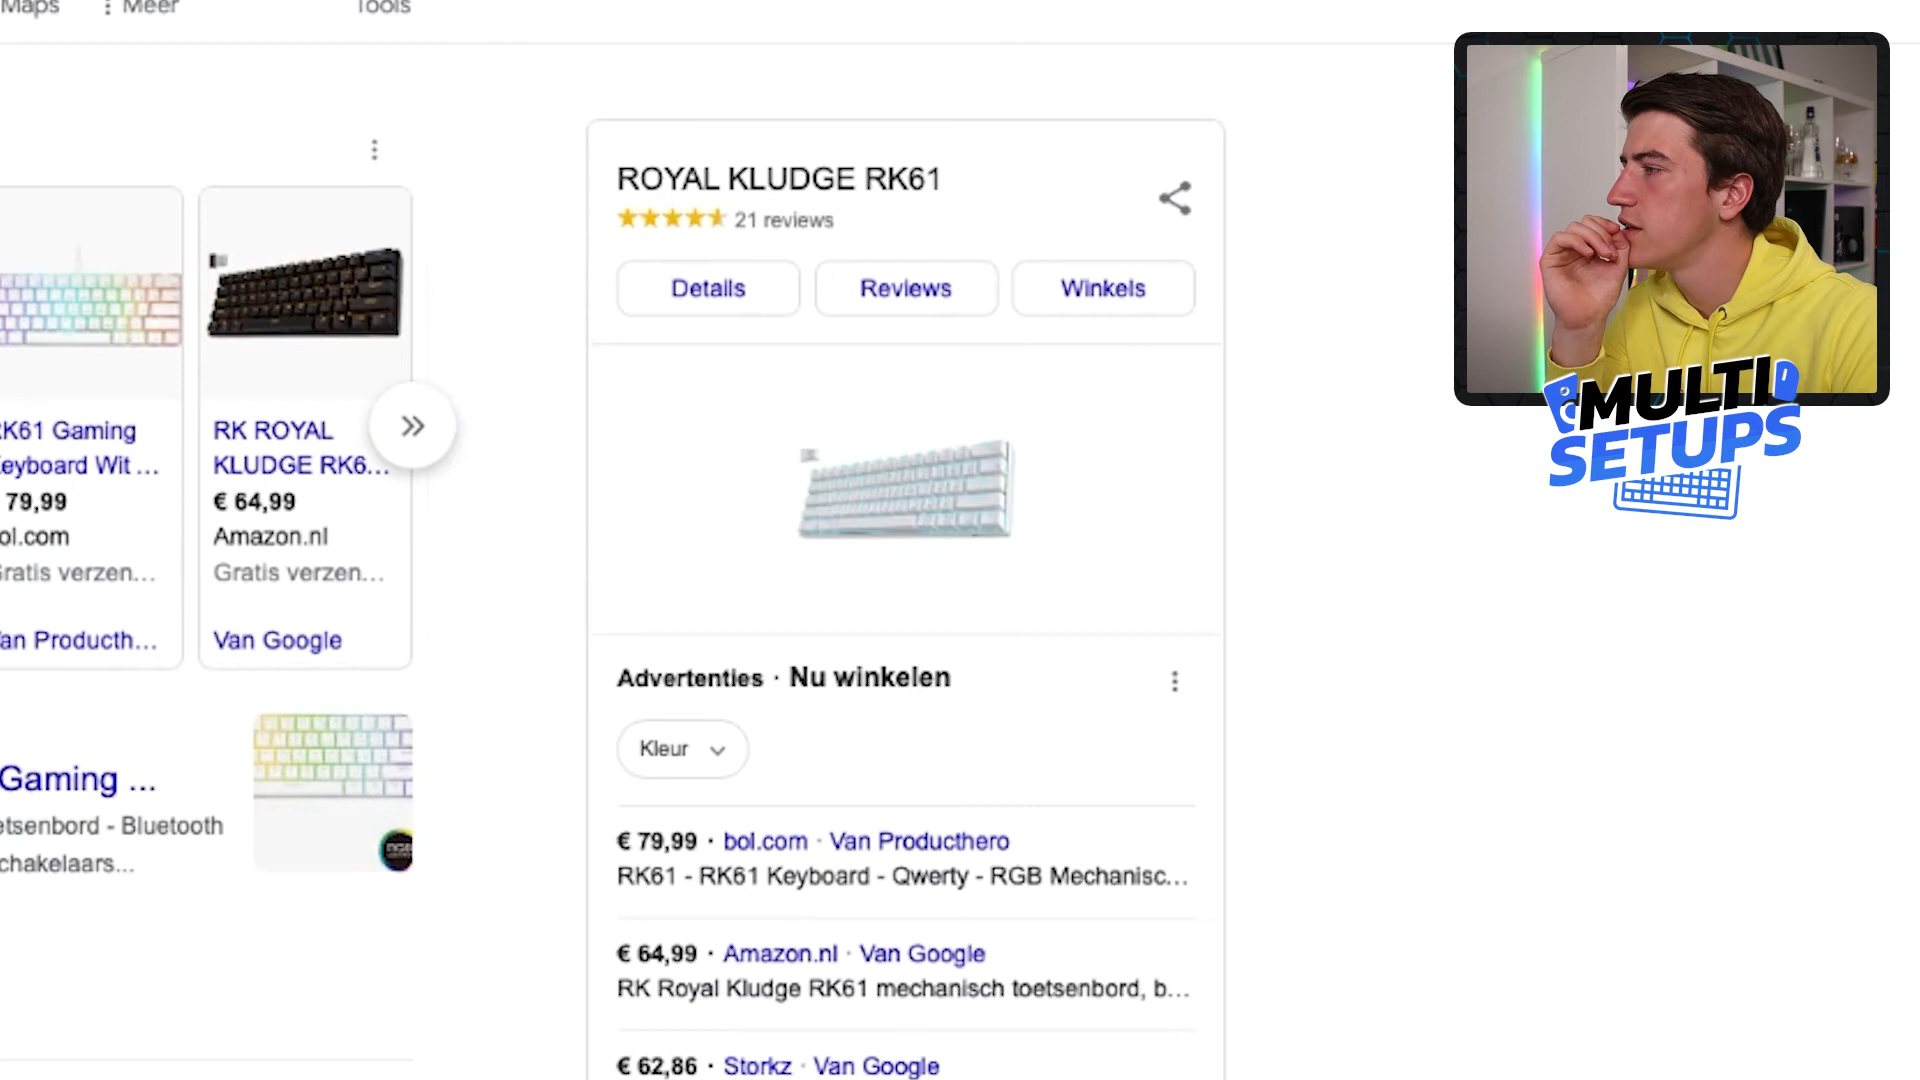 Maps
Meer
Tools
K61 Gaming
eyboard Wit ...
79,99
ol.com
Gratis verzen...
an Producth...
RK ROYAL
KLUDGE RK6...
€ 64,99
Amazon.nl
Gratis verzen...
Van Google
Gaming ...
etsenbord - Bluetooth
chakelaars...
ROYAL KLUDGE RK61
21 reviews
Details
Reviews
Winkels
Advertenties · Nu winkelen
Kleur
€ 79,99 · bol.com · Van Producthero
RK61 - RK61 Keyboard - Qwerty - RGB Mechanisc...
€ 64,99 · Amazon.nl · Van Google
RK Royal Kludge RK61 mechanisch toetsenbord, b...
€ 62,86 · Storkz · Van Google
MULTI
SETUPS